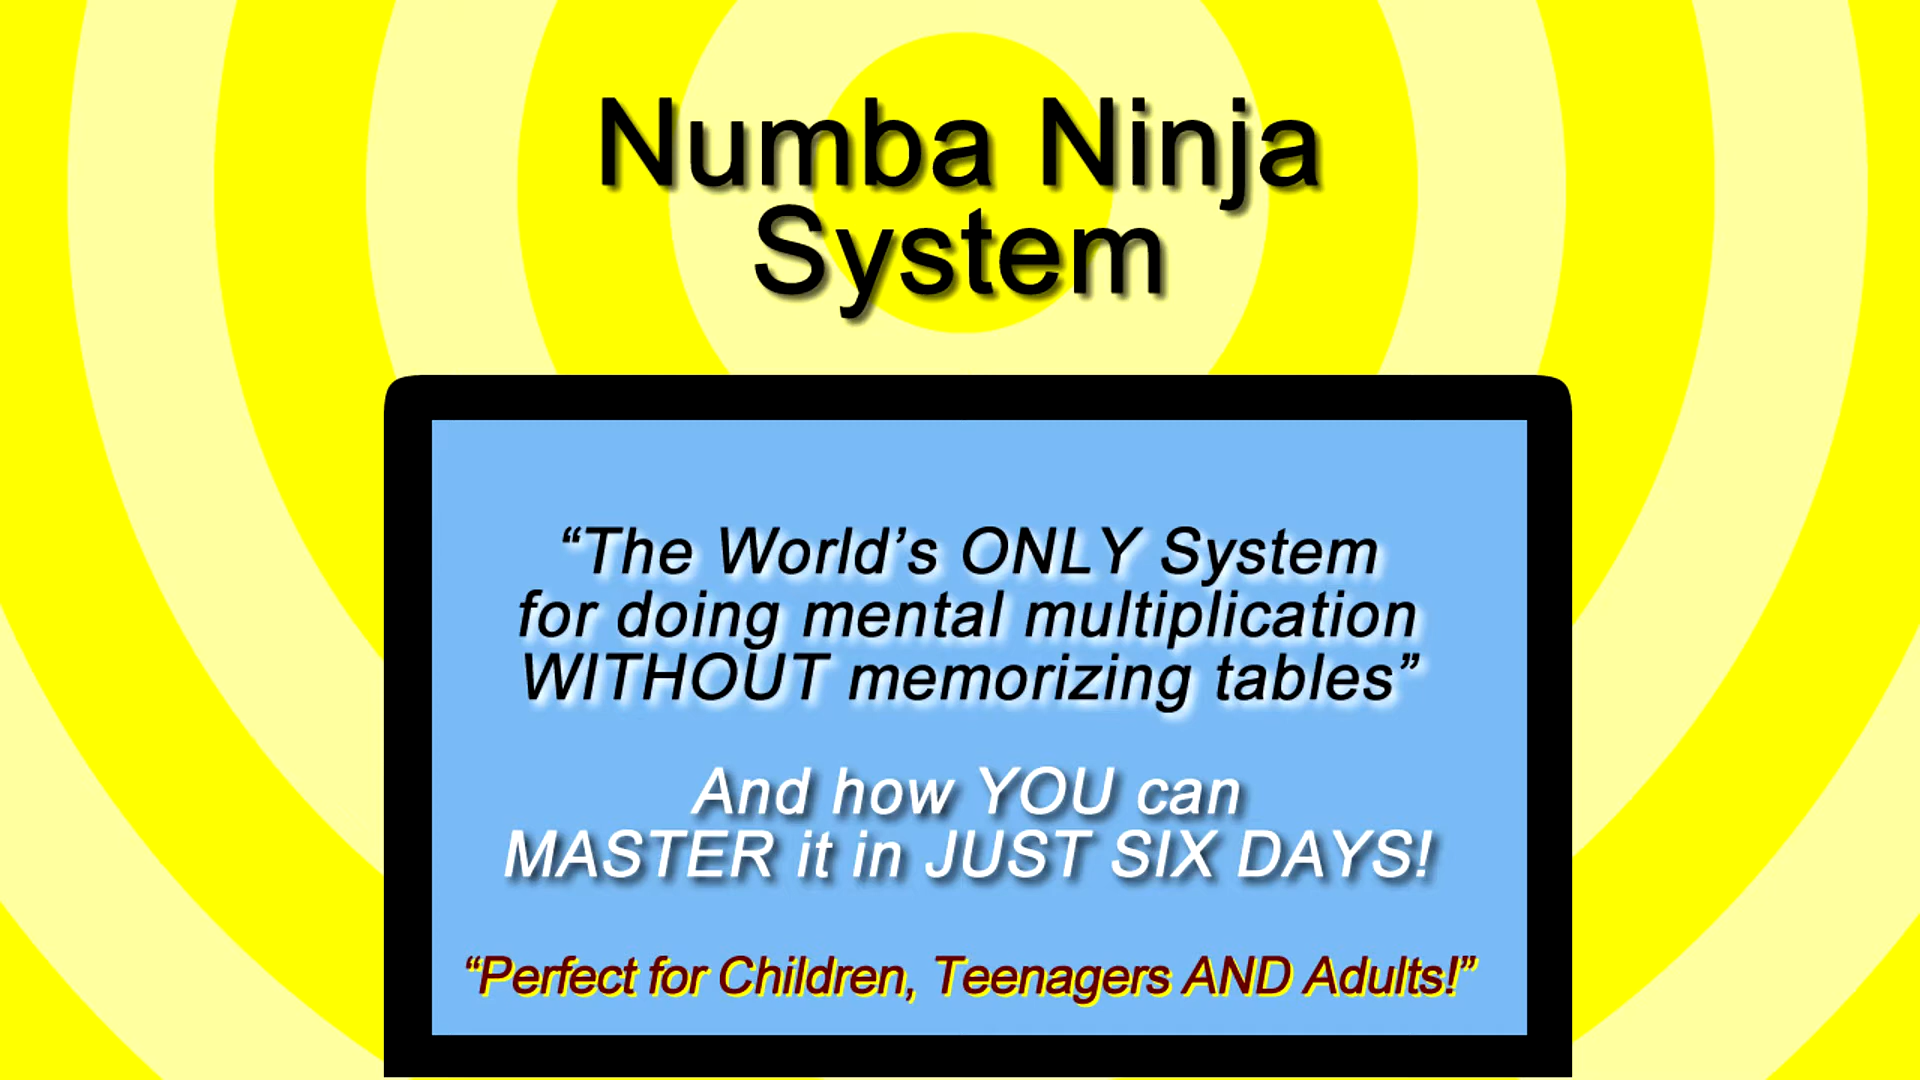 Numba Ninja
System
“The World’s ONLY System
for doing mental multiplication
WITHOUT memorizing tables”
And how YOU can
MASTER it in JUST SIX DAYS!
“Perfect for Children, Teenagers AND Adults!”